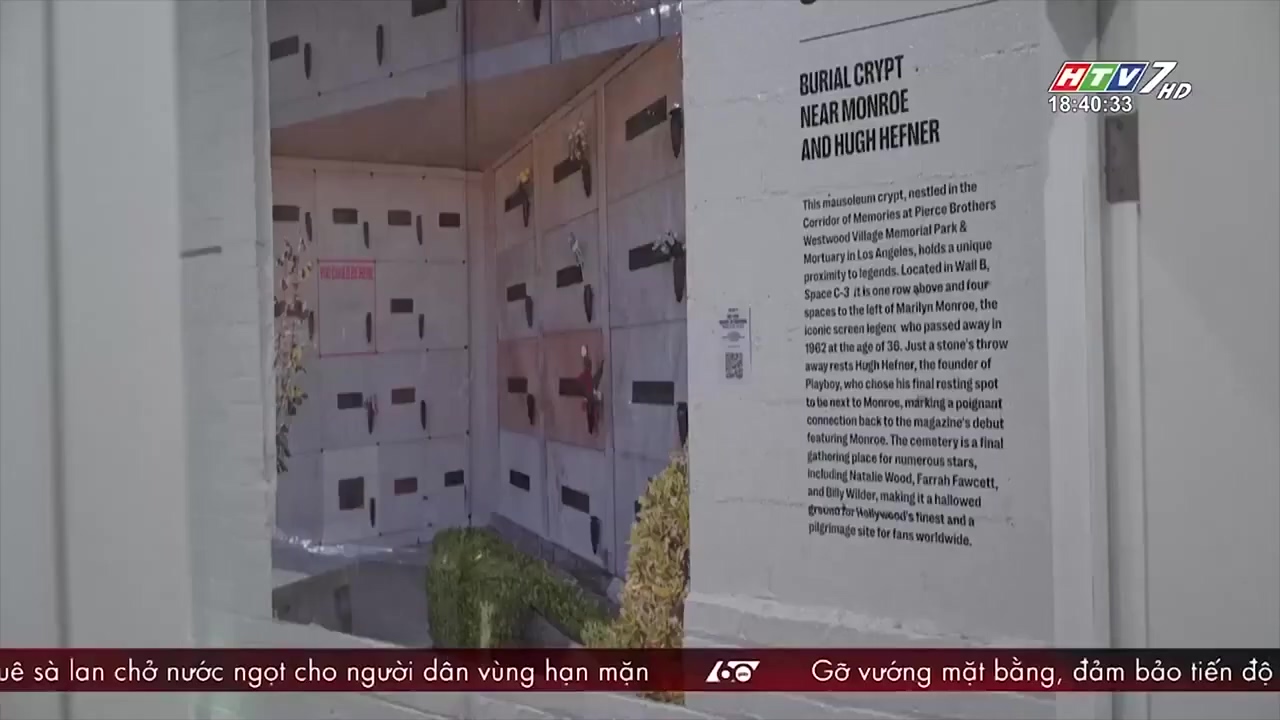 BURIAL CRYPT
NEAR MONROE
AND HUGH HEFNER
HTV7 HD
18:40:33
This mausoleum crypt, nestled in the
Corridor of Memories at Pierce Brothers
Westwood Village Memorial Park &
Mortuary in Los Angeles, holds a unique
proximity to legends. Located in Wall B,
Space C-3 it is one row above and four
spaces to the left of Marilyn Monroe, the
iconic screen legend who passed away in
1962 at the age of 36. Just a stone's throw
away rests Hugh Hefner, the founder of
Playboy, who chose his final resting spot
to be next to Monroe, marking a poignant
connection back to the magazine's debut
featuring Monroe. The cemetery is a final
gathering place for numerous stars,
including Natalie Wood, Farrah Fawcett,
and Billy Wilder, making it a hallowed
ground for Hollywood's finest and a
pilgrimage site for fans worldwide.
YOU COULD BE HERE
uê sà lan chở nước ngọt cho người dân vùng hạn mặn
60 giây
Gỡ vướng mặt bằng, đảm bảo tiến độ